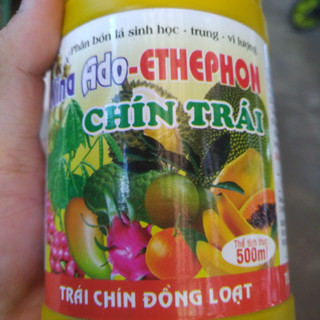 Phân bón lá sinh học - trung - vi lượng
Ado-ETHEPHON
CHÍN TRÁI
Thể tích thực
500ml
TRÁI CHÍN ĐỒNG LOẠT